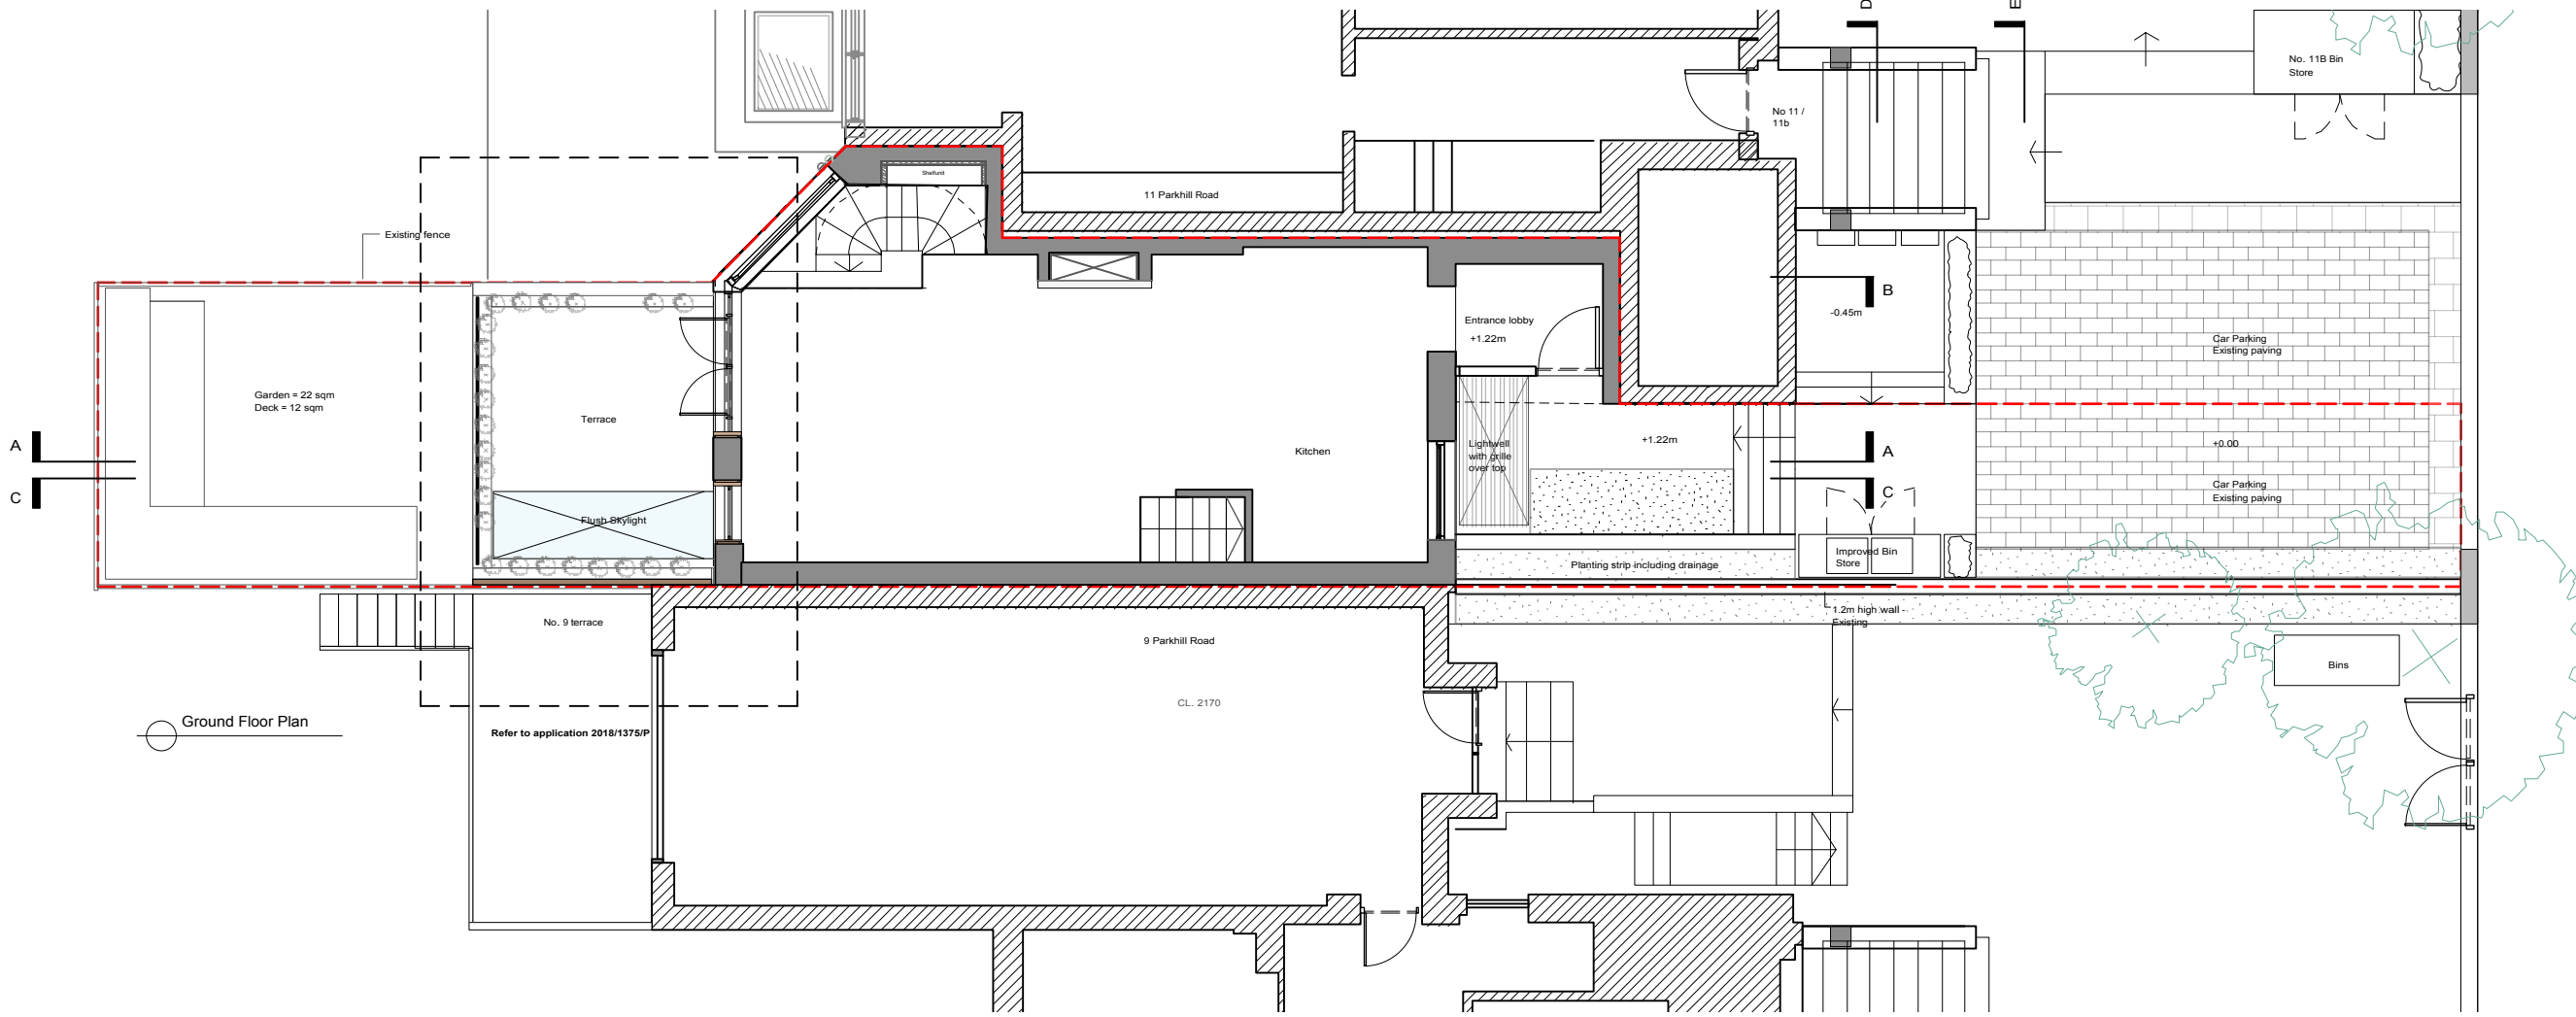 D
E
No. 11B Bin
Store
No 11 /
11b
Shelfunit
11 Parkhill Road
Existing fence
B
-0.45m
Entrance lobby
+1.22m
Car Parking
Existing paving
Garden = 22 sqm
Deck = 12 sqm
Terrace
A
C
Kitchen
Lightwell
with grille
over top
+1.22m
A
C
+0.00
Car Parking
Existing paving
Flush Skylight
Improved Bin
Store
Planting strip including drainage
1.2m high wall -
Existing
No. 9 terrace
9 Parkhill Road
Bins
CL. 2170
Ground Floor Plan
Refer to application 2018/1375/P